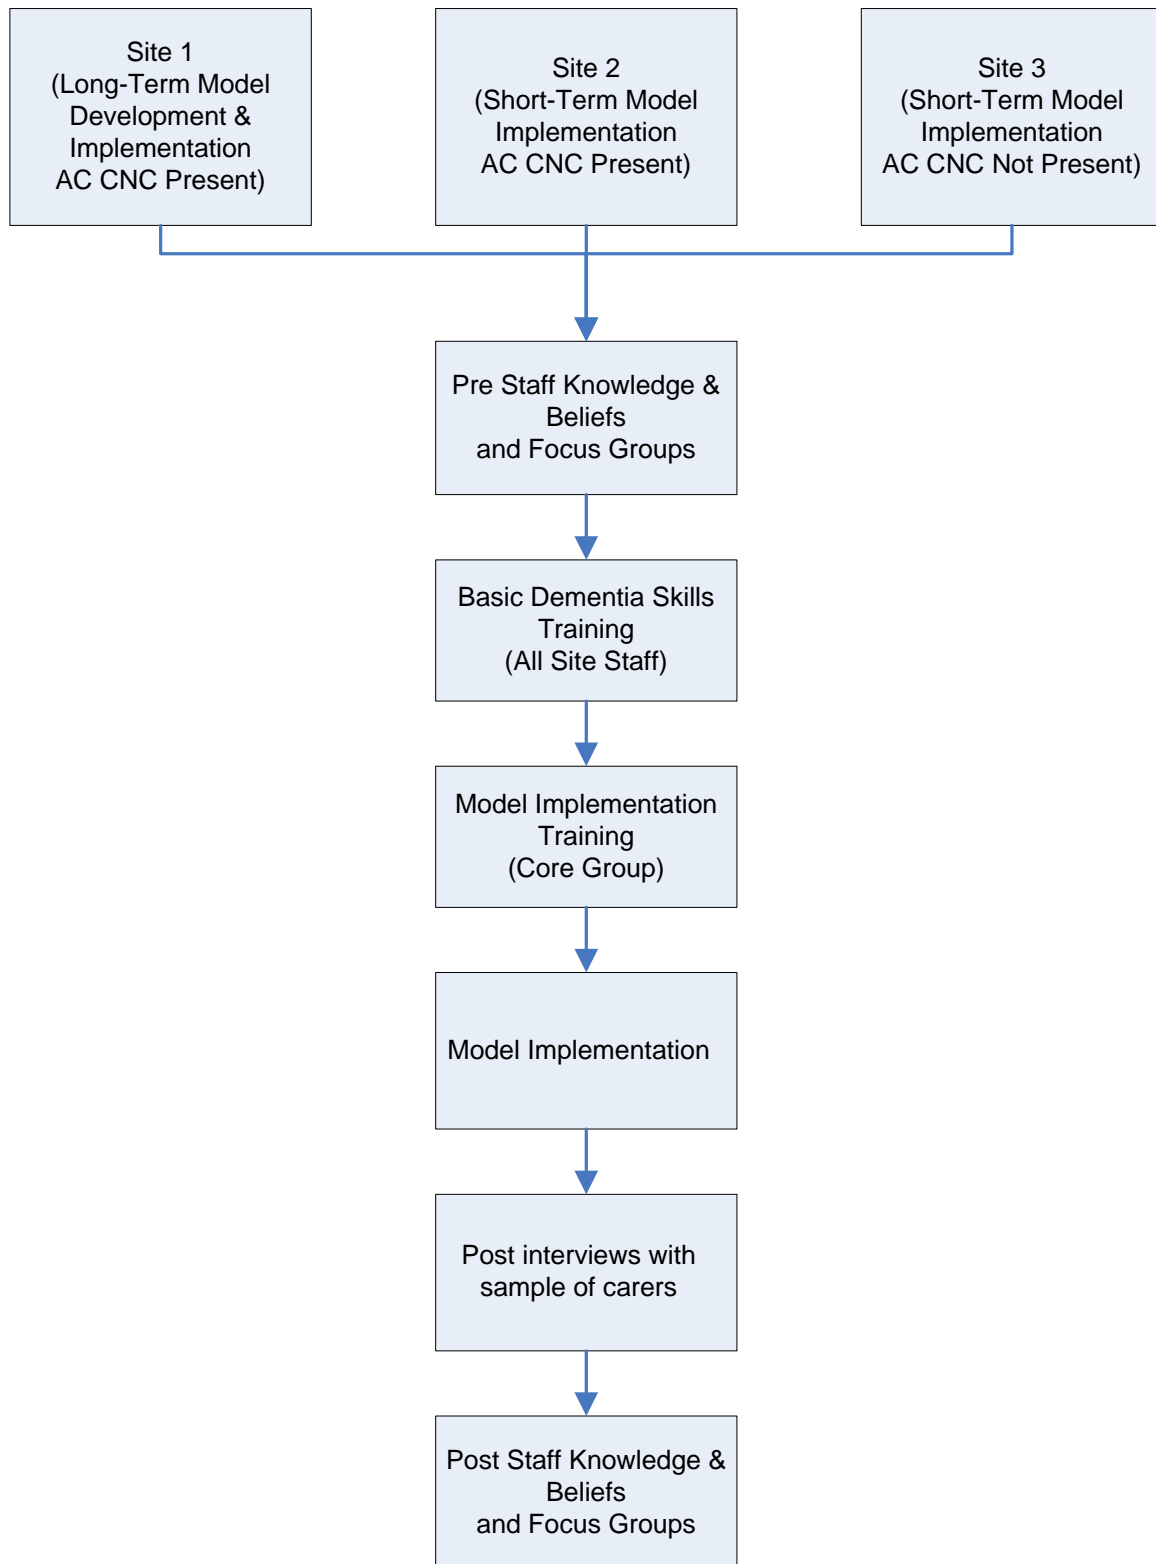 Site 1
(Long-Term Model
Development &
Implementation
AC CNC Present)
Site 2
(Short-Term Model
Implementation
AC CNC Present)
Site 3
(Short-Term Model
Implementation
AC CNC Not Present)
Pre Staff Knowledge &
Beliefs
and Focus Groups
Basic Dementia Skills
Training
(All Site Staff)
Model Implementation
Training
(Core Group)
Model Implementation
Post interviews with
sample of carers
Post Staff Knowledge &
Beliefs
and Focus Groups